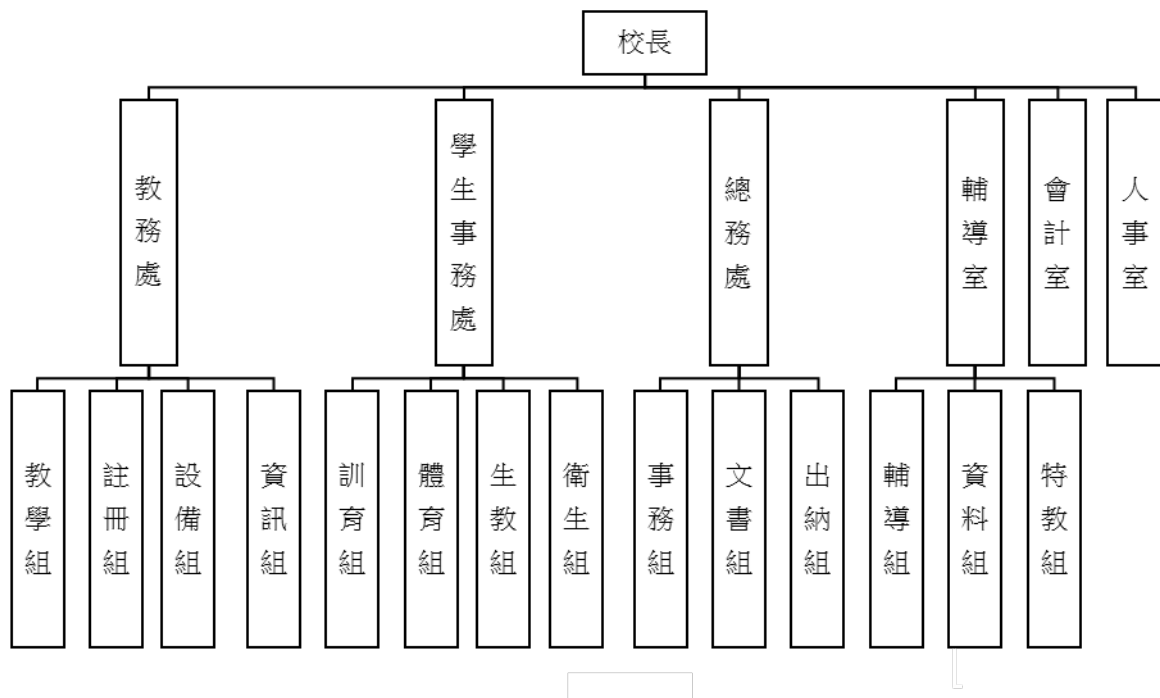 校長
教務處
學生事務處
總務處
輔導室
會計室
人事室
教學組
註冊組
設備組
資訊組
訓育組
體育組
生教組
衛生組
事務組
文書組
出納組
輔導組
資料組
特教組